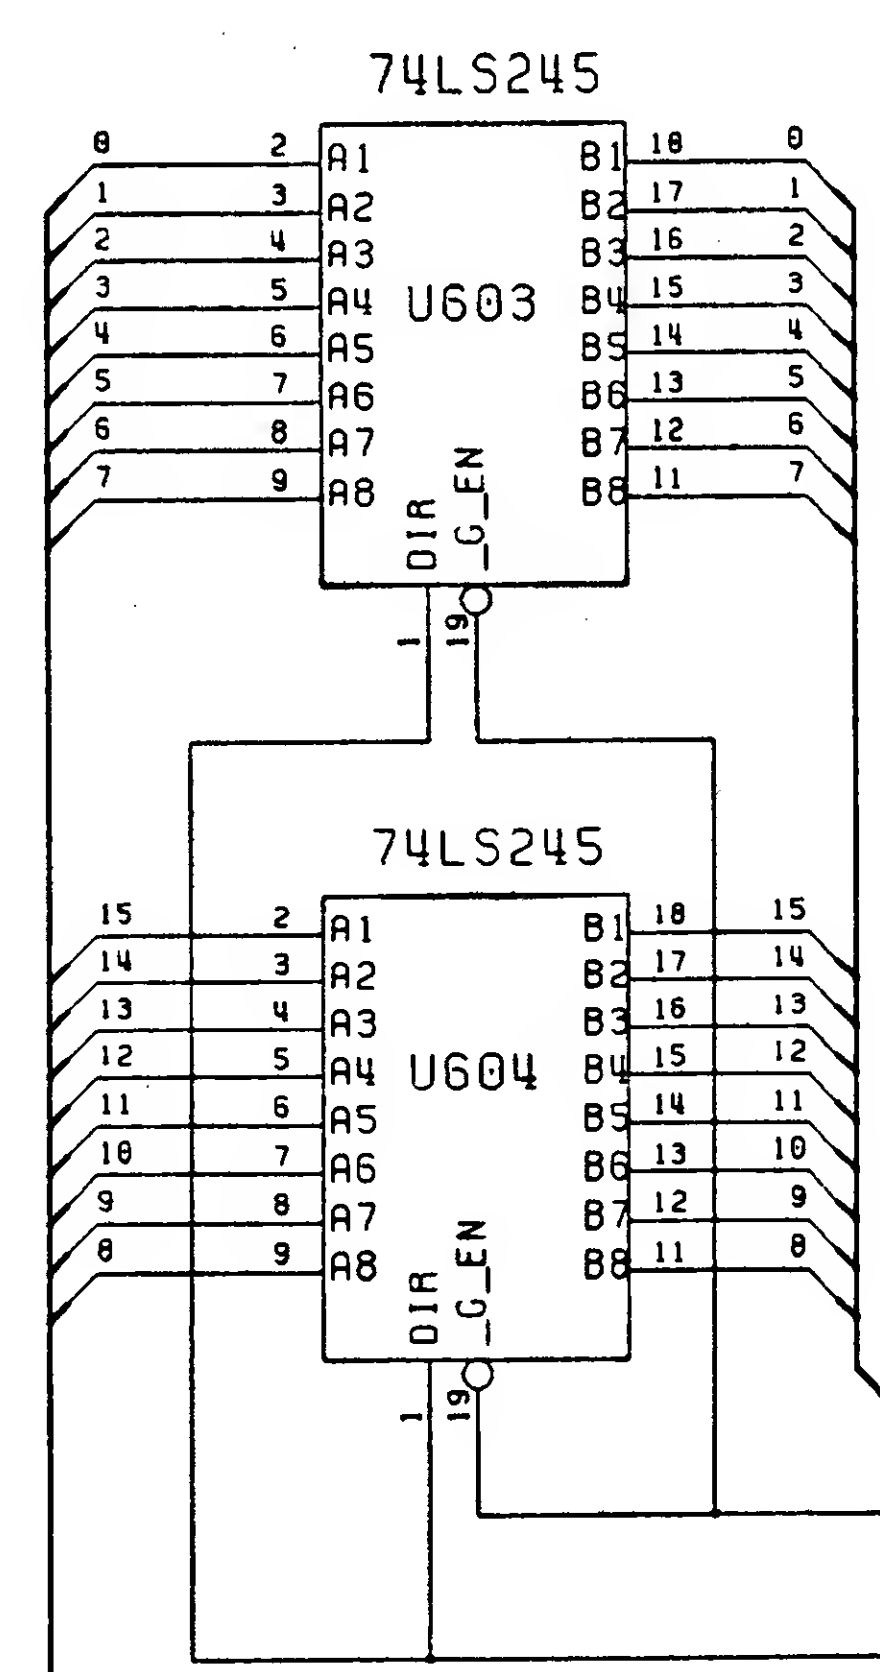 74LS245
0 2 A1 B1 18 0
1 3 A2 B2 17 1
2 4 A3 B3 16 2
3 5 A4 U603 B4 15 3
4 6 A5 B5 14 4
5 7 A6 B6 13 5
6 8 A7 B7 12 6
7 9 A8 B8 11 7
DIR _G_EN
1 19
74LS245
15 2 A1 B1 18 15
14 3 A2 B2 17 14
13 4 A3 B3 16 13
12 5 A4 U604 B4 15 12
11 6 A5 B5 14 11
10 7 A6 B6 13 10
9 8 A7 B7 12 9
8 9 A8 B8 11 8
DIR _G_EN
1 19